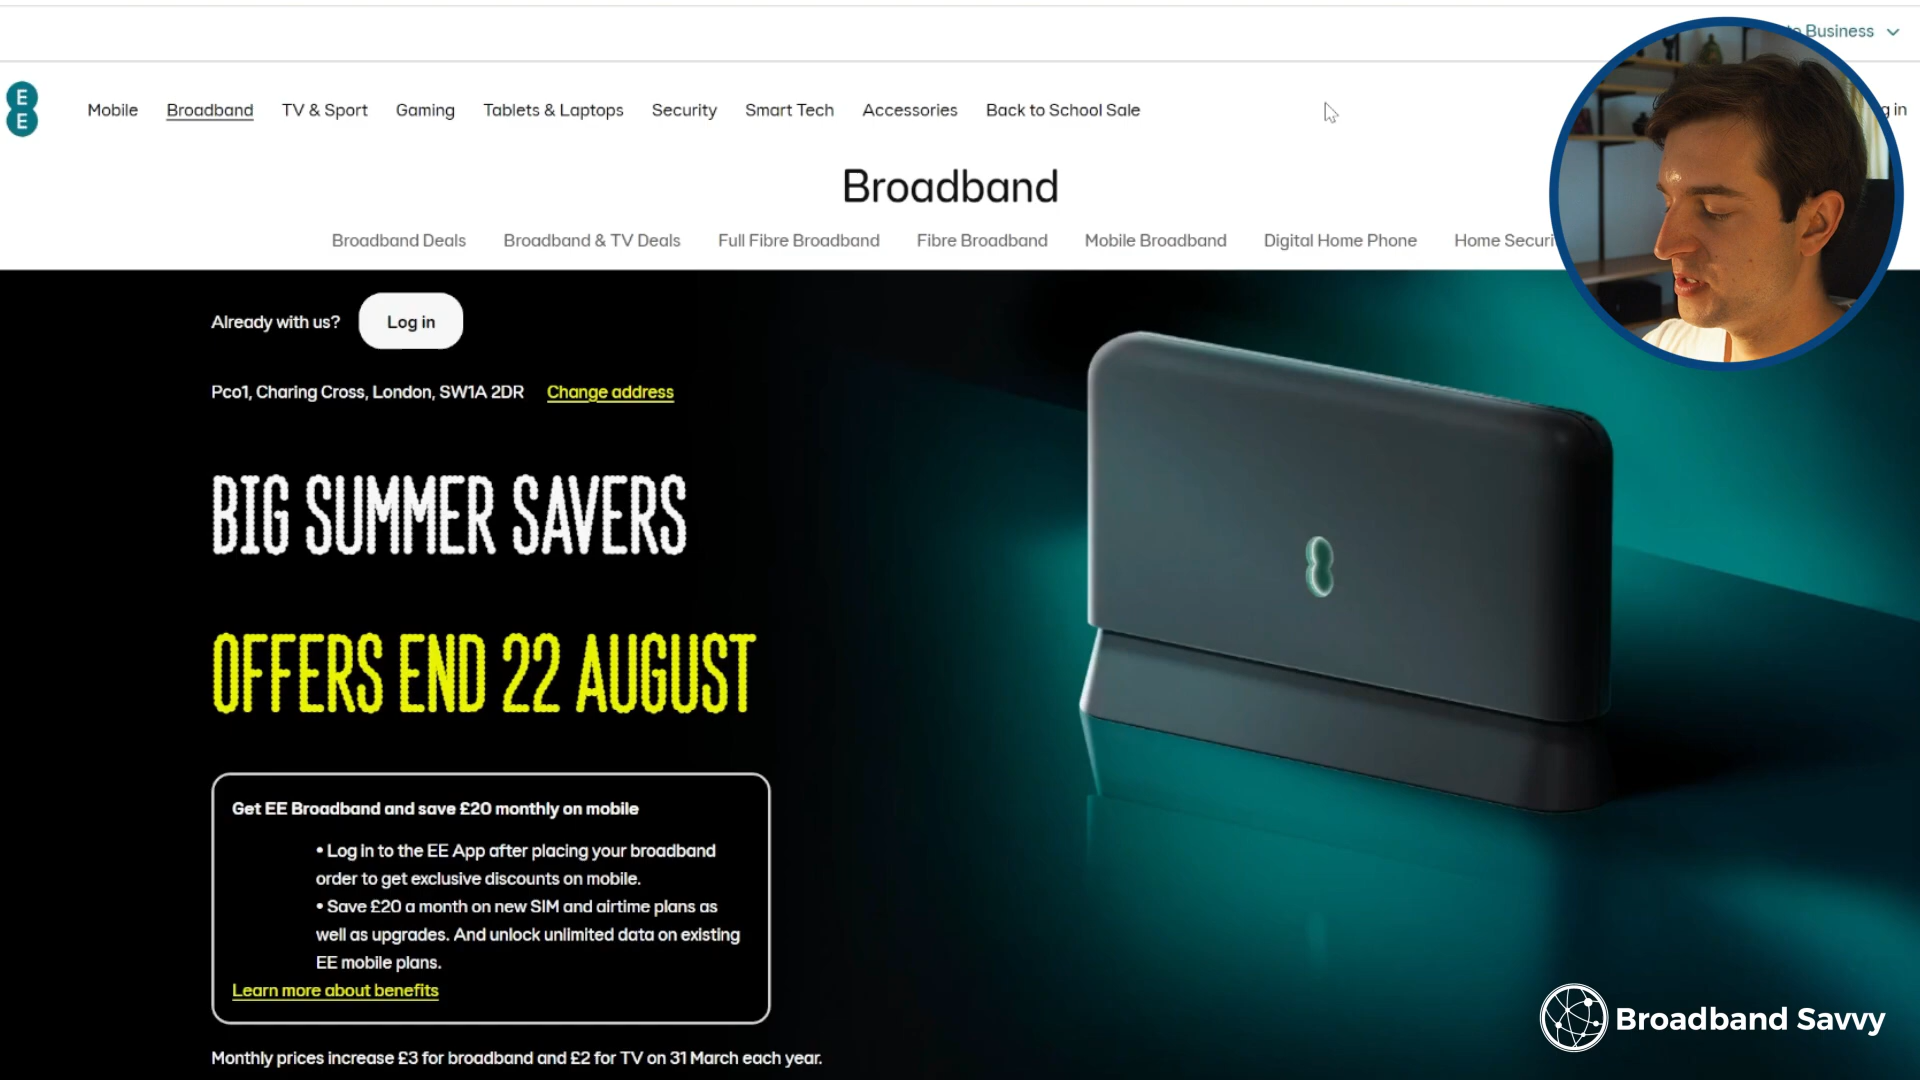 Business
E
E
Mobile Broadband TV & Sport Gaming Tablets & Laptops Security Smart Tech Accessories Back to School Sale
in
Broadband
Broadband Deals Broadband & TV Deals Full Fibre Broadband Fibre Broadband Mobile Broadband Digital Home Phone Home
Already with us? Log in
Pco1, Charing Cross, London, SW1A 2DR Change address
BIG SUMMER SAVERS
OFFERS END 22 AUGUST
Get EE Broadband and save £20 monthly on mobile
• Log in to the EE App after placing your broadband
order to get exclusive discounts on mobile.
• Save £20 a month on new SIM and airtime plans as
well as upgrades. And unlock unlimited data on existing
EE mobile plans.
Learn more about benefits
Monthly prices increase £3 for broadband and £2 for TV on 31 March each year.
Broadband Savvy